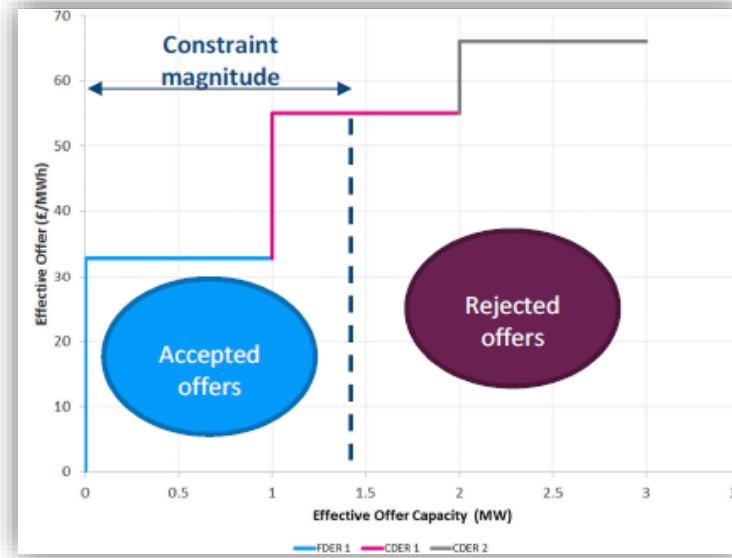 70
60
50
40
30
20
10
0
Effective Offer (£/MWh)
Constraint
magnitude
Accepted
offers
Rejected
offers
0 0.5 1 1.5 2 2.5 3 3
Effective Offer Capacity (MW)
FDER 1 CDER 1 CDER 2